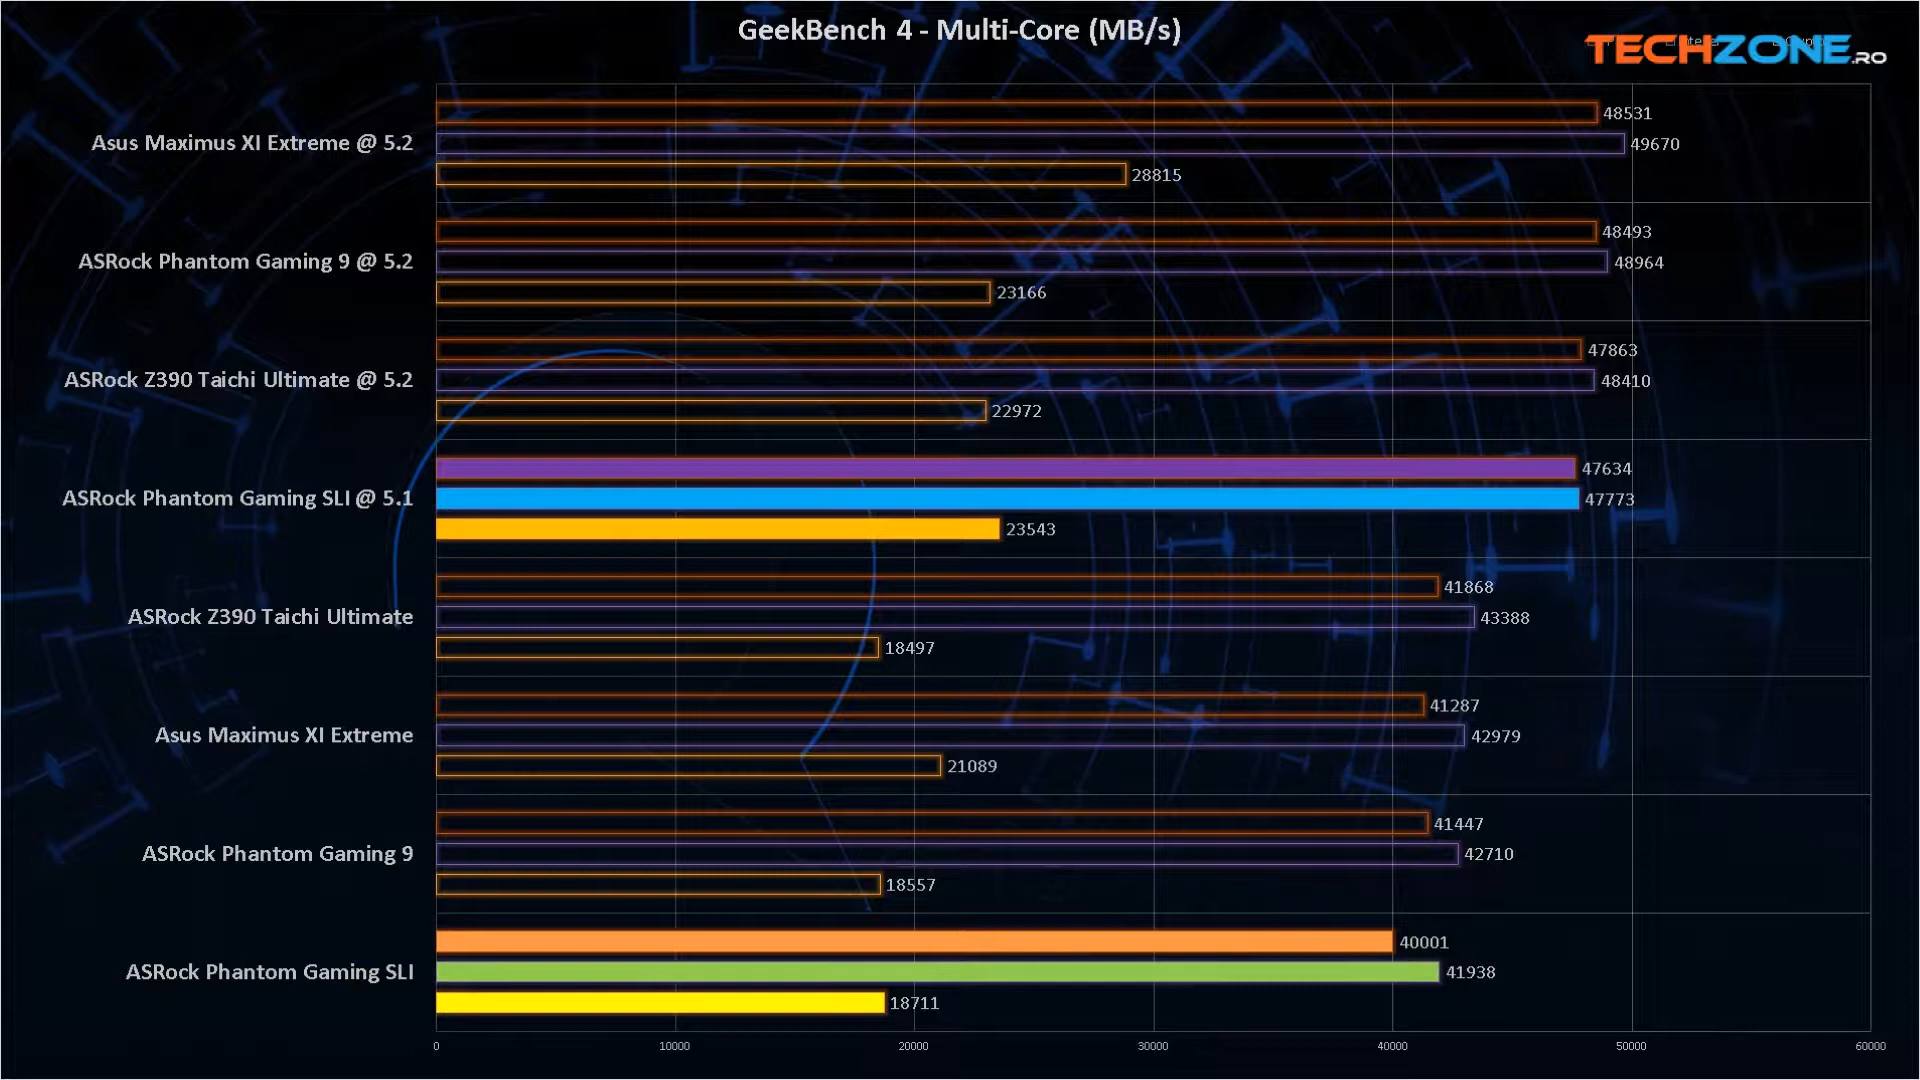 GeekBench 4 - Multi-Core (MB/s)
TECHZONE.RO
Asus Maximus XI Extreme @ 5.2
48531
49670
28815
ASRock Phantom Gaming 9 @ 5.2
48493
48964
23166
ASRock Z390 Taichi Ultimate @ 5.2
47863
48410
22972
ASRock Phantom Gaming SLI @ 5.1
47634
47773
23543
ASRock Z390 Taichi Ultimate
41868
43388
18497
Asus Maximus XI Extreme
41287
42979
21089
ASRock Phantom Gaming 9
41447
42710
18557
ASRock Phantom Gaming SLI
40001
41938
18711
0 10000 20000 30000 40000 50000 60000